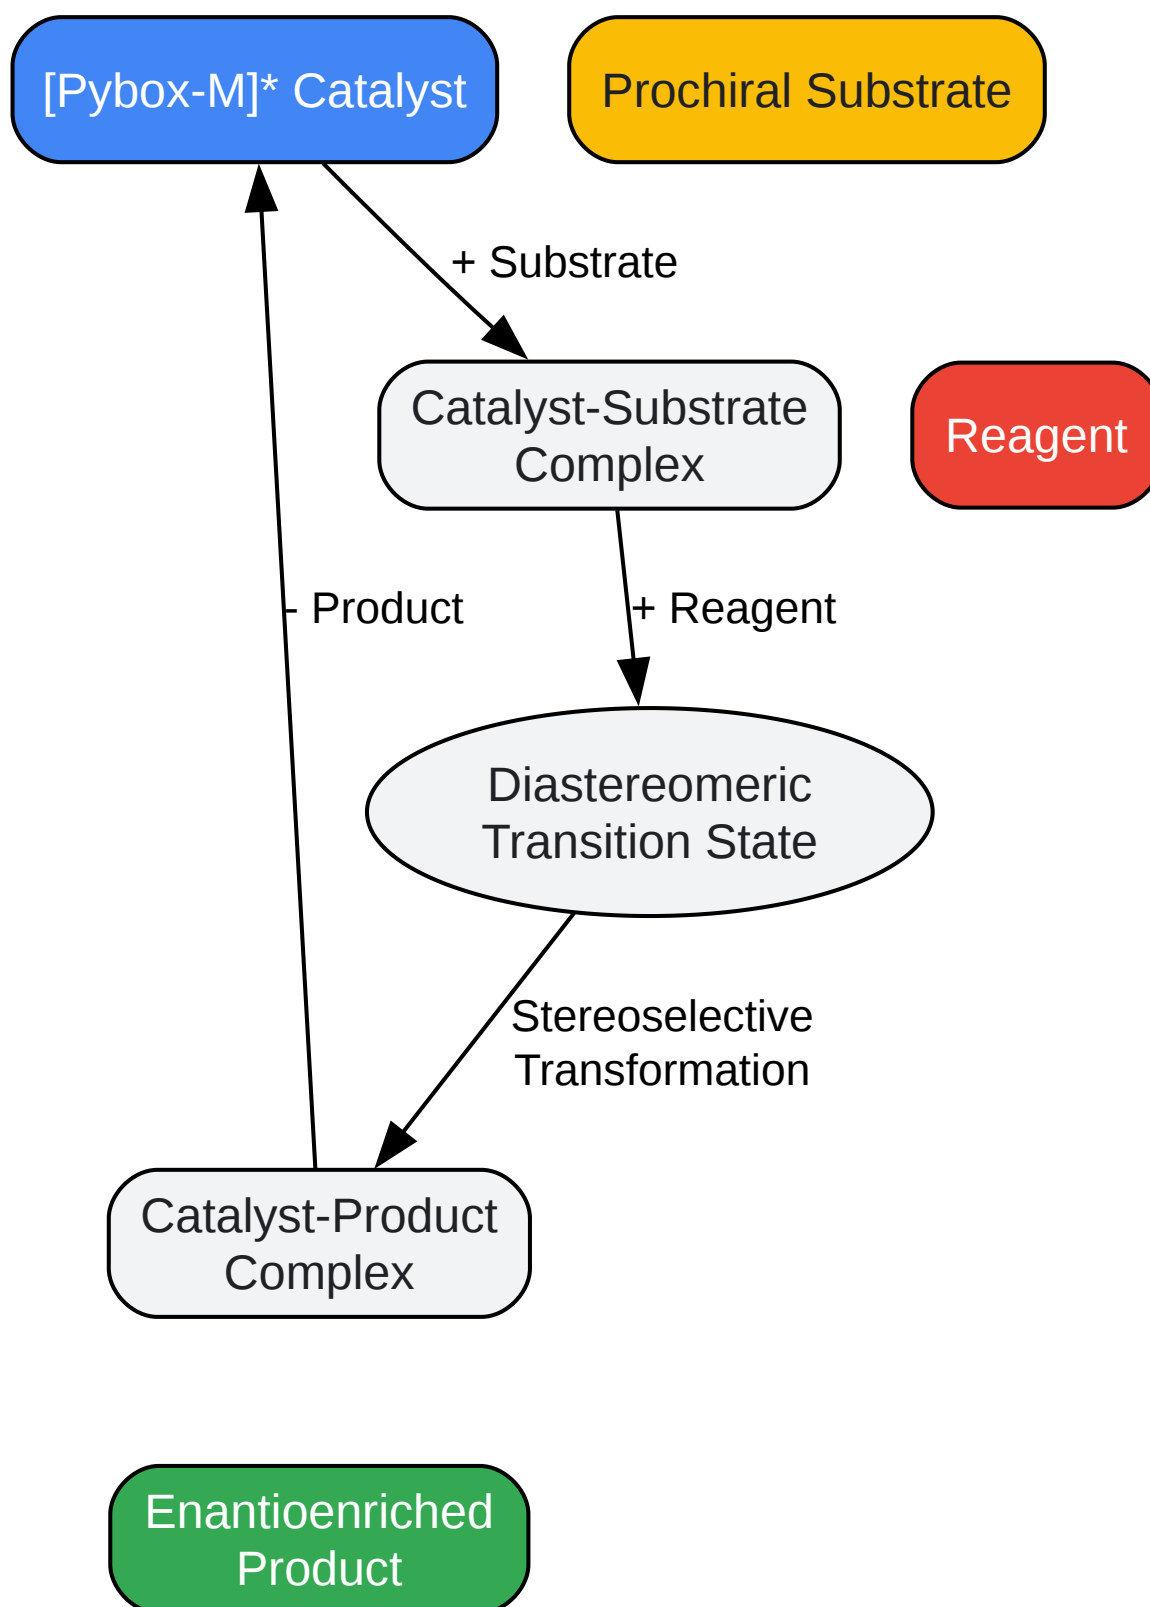 [Pybox-M]* Catalyst
Prochiral Substrate
+ Substrate
Catalyst-Substrate
Complex
Reagent
- Product
+ Reagent
Diastereomeric
Transition State
Stereoselective
Transformation
Catalyst-Product
Complex
Enantioenriched
Product